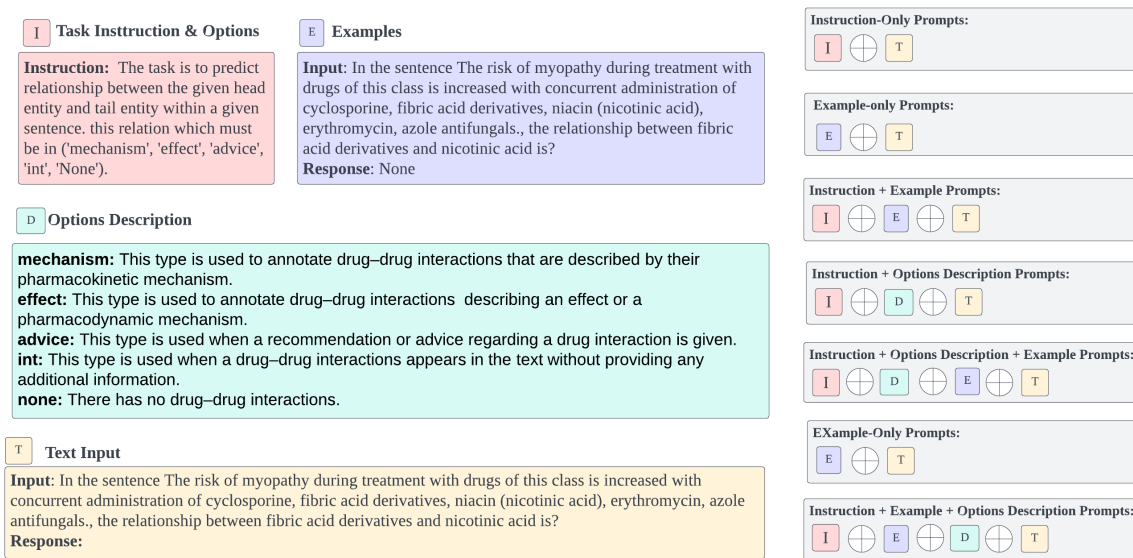 I Task Insttruction & Options
Instruction: The task is to predict
relationship between the given head
entity and tail entity within a given
sentence. this relation which must
be in ('mechanism', 'effect', 'advice',
'int', 'None').
E Examples
Input: In the sentence The risk of myopathy during treatment with
drugs of this class is increased with concurrent administration of
cyclosporine, fibric acid derivatives, niacin (nicotinic acid),
erythromycin, azole antifungals., the relationship between fibric
acid derivatives and nicotinic acid is?
Response: None
D Options Description
mechanism: This type is used to annotate drug–drug interactions that are described by their
pharmacokinetic mechanism.
effect: This type is used to annotate drug–drug interactions describing an effect or a
pharmacodynamic mechanism.
advice: This type is used when a recommendation or advice regarding a drug interaction is given.
int: This type is used when a drug–drug interactions appears in the text without providing any
additional information.
none: There has no drug–drug interactions.
T Text Input
Input: In the sentence The risk of myopathy during treatment with drugs of this class is increased with
concurrent administration of cyclosporine, fibric acid derivatives, niacin (nicotinic acid), erythromycin, azole
antifungals., the relationship between fibric acid derivatives and nicotinic acid is?
Response:
Instruction-Only Prompts:
I T
Example-only Prompts:
E T
Instruction + Example Prompts:
I E T
Instruction + Options Description Prompts:
I D T
Instruction + Options Description + Example Prompts:
I D E T
EXample-Only Prompts:
E T
Instruction + Example + Options Description Prompts:
I E D T